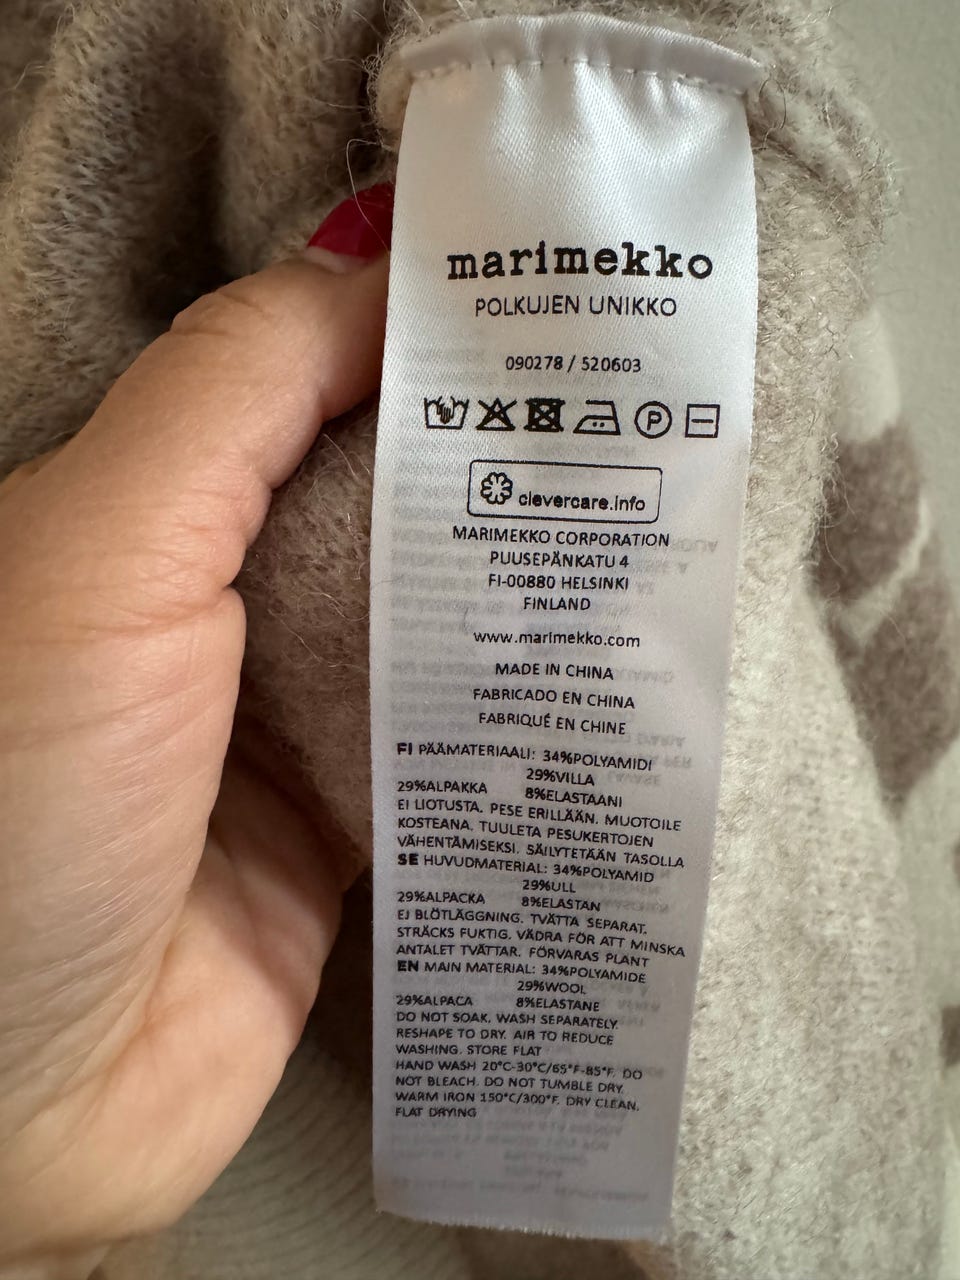 marimekko
POLKUJEN UNIKKO
090278 / 520603
P
clevercare.info
MARIMEKKO CORPORATION
PUUSEPÄNKATU 4
FI-00880 HELSINKI
FINLAND
www.marimekko.com
MADE IN CHINA
FABRICADO EN CHINA
FABRIQUÉ EN CHINE
FI PÄÄMATERIAALI: 34%POLYAMIDI
29%VILLA
29%ALPAKKA 8%ELASTAANI
EI LIOTUSTA. PESE ERILLÄÄN. MUOTOILE
KOSTEANA. TUULETA PESUKERTOJEN
VÄHENTÄMISEKSI. SÄILYTETÄÄN TASOLLA
SE HUVUDMATERIAL: 34%POLYAMID
29%ULL
29%ALPACKA 8%ELASTAN
EJ BLÖTLÄGGNING. TVÄTTA SEPARAT.
STRÄCKS FUKTIG. VÄDRA FÖR ATT MINSKA
ANTALET TVÄTTAR. FÖRVARAS PLANT
EN MAIN MATERIAL: 34%POLYAMIDE
29%WOOL
29%ALPACA 8%ELASTANE
DO NOT SOAK. WASH SEPARATELY.
RESHAPE TO DRY. AIR TO REDUCE
WASHING. STORE FLAT
HAND WASH 20°C-30°C/65°F-85°F. DO
NOT BLEACH. DO NOT TUMBLE DRY.
WARM IRON 150°C/300°F. DRY CLEAN.
FLAT DRYING